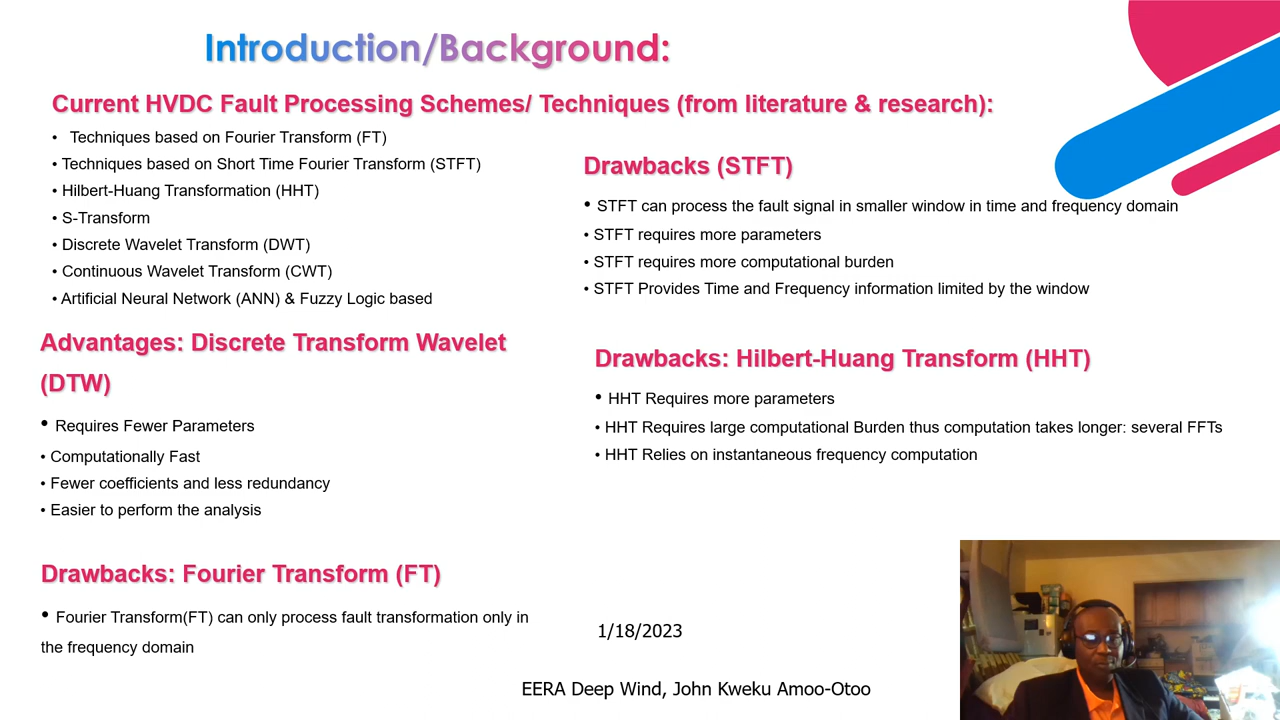 Introduction/Background:
Current HVDC Fault Processing Schemes/ Techniques (from literature & research):
• Techniques based on Fourier Transform (FT)
• Techniques based on Short Time Fourier Transform (STFT)
• Hilbert-Huang Transformation (HHT)
• S-Transform
• Discrete Wavelet Transform (DWT)
• Continuous Wavelet Transform (CWT)
• Artificial Neural Network (ANN) & Fuzzy Logic based
Advantages: Discrete Transform Wavelet
(DTW)
• Requires Fewer Parameters
• Computationally Fast
• Fewer coefficients and less redundancy
• Easier to perform the analysis
Drawbacks: Fourier Transform (FT)
• Fourier Transform(FT) can only process fault transformation only in
the frequency domain
Drawbacks (STFT)
• STFT can process the fault signal in smaller window in time and frequency domain
• STFT requires more parameters
• STFT requires more computational burden
• STFT Provides Time and Frequency information limited by the window
Drawbacks: Hilbert-Huang Transform (HHT)
• HHT Requires more parameters
• HHT Requires large computational Burden thus computation takes longer: several FFTs
• HHT Relies on instantaneous frequency computation
1/18/2023
EERA Deep Wind, John Kweku Amoo-Otoo